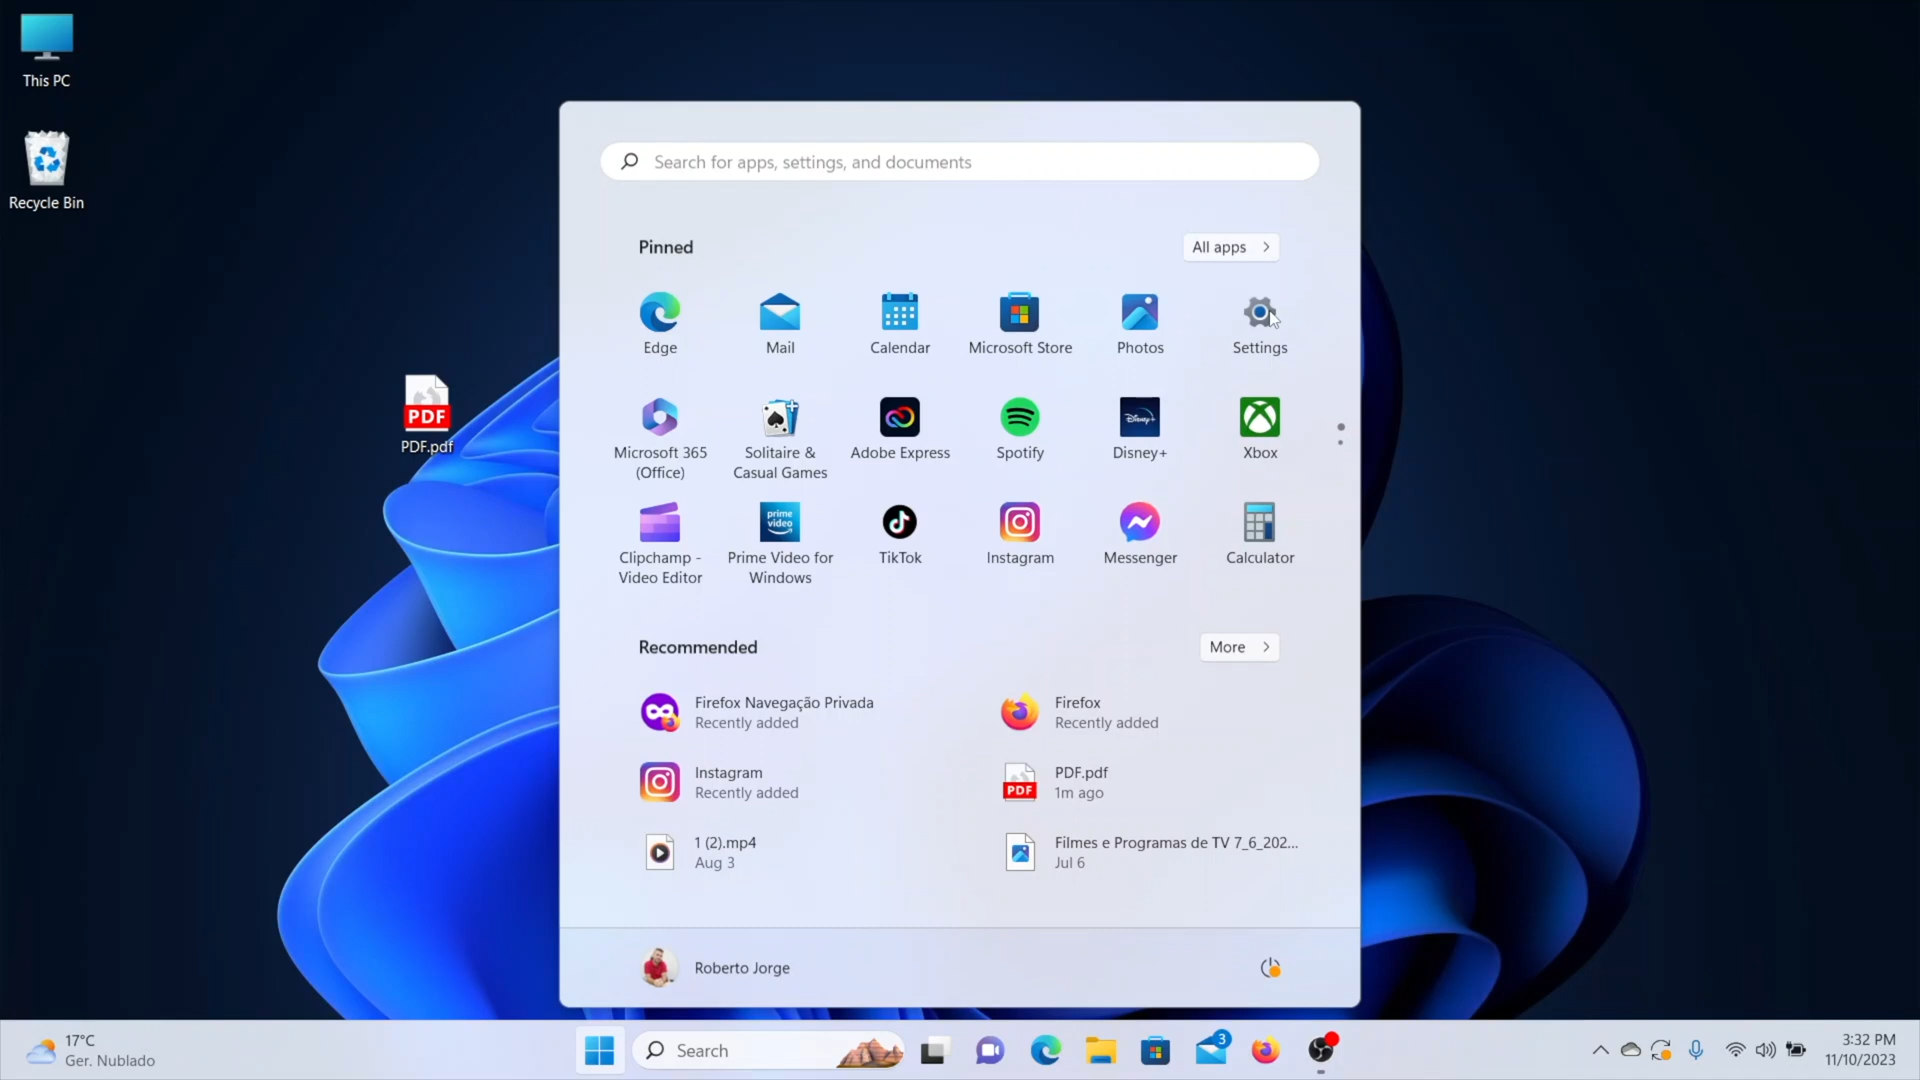 This PC
Recycle Bin
PDF
PDF.pdf
Search for apps, settings, and documents
Pinned
All apps
Edge
Mail
Calendar
Microsoft Store
Photos
Settings
Microsoft 365
(Office)
Solitaire &
Casual Games
Adobe Express
Spotify
Disney+
Disney+
Xbox
prime
video
Clipchamp -
Video Editor
Prime Video for
Windows
TikTok
Instagram
Messenger
Calculator
Recommended
More
Firefox Navegação Privada
Recently added
Firefox
Recently added
Instagram
Recently added
PDF
PDF.pdf
1m ago
1 (2).mp4
Aug 3
Filmes e Programas de TV 7_6_202...
Jul 6
Roberto Jorge
17°C
Ger. Nublado
Search
3
3:32 PM
11/10/2023